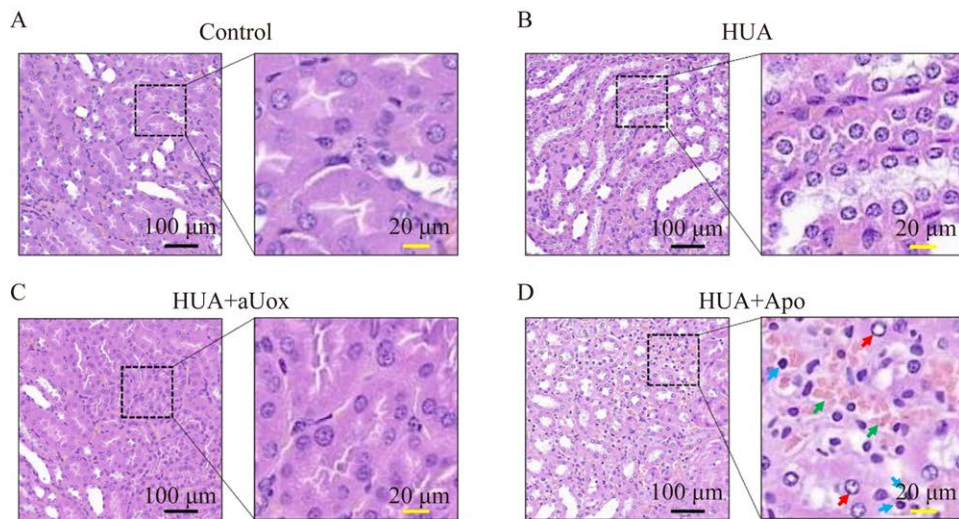 A
Control
100 μm
20 μm
B
HUA
100 μm
20 μm
C
HUA+aUox
100 μm
20 μm
D
HUA+Apo
100 μm
20 μm